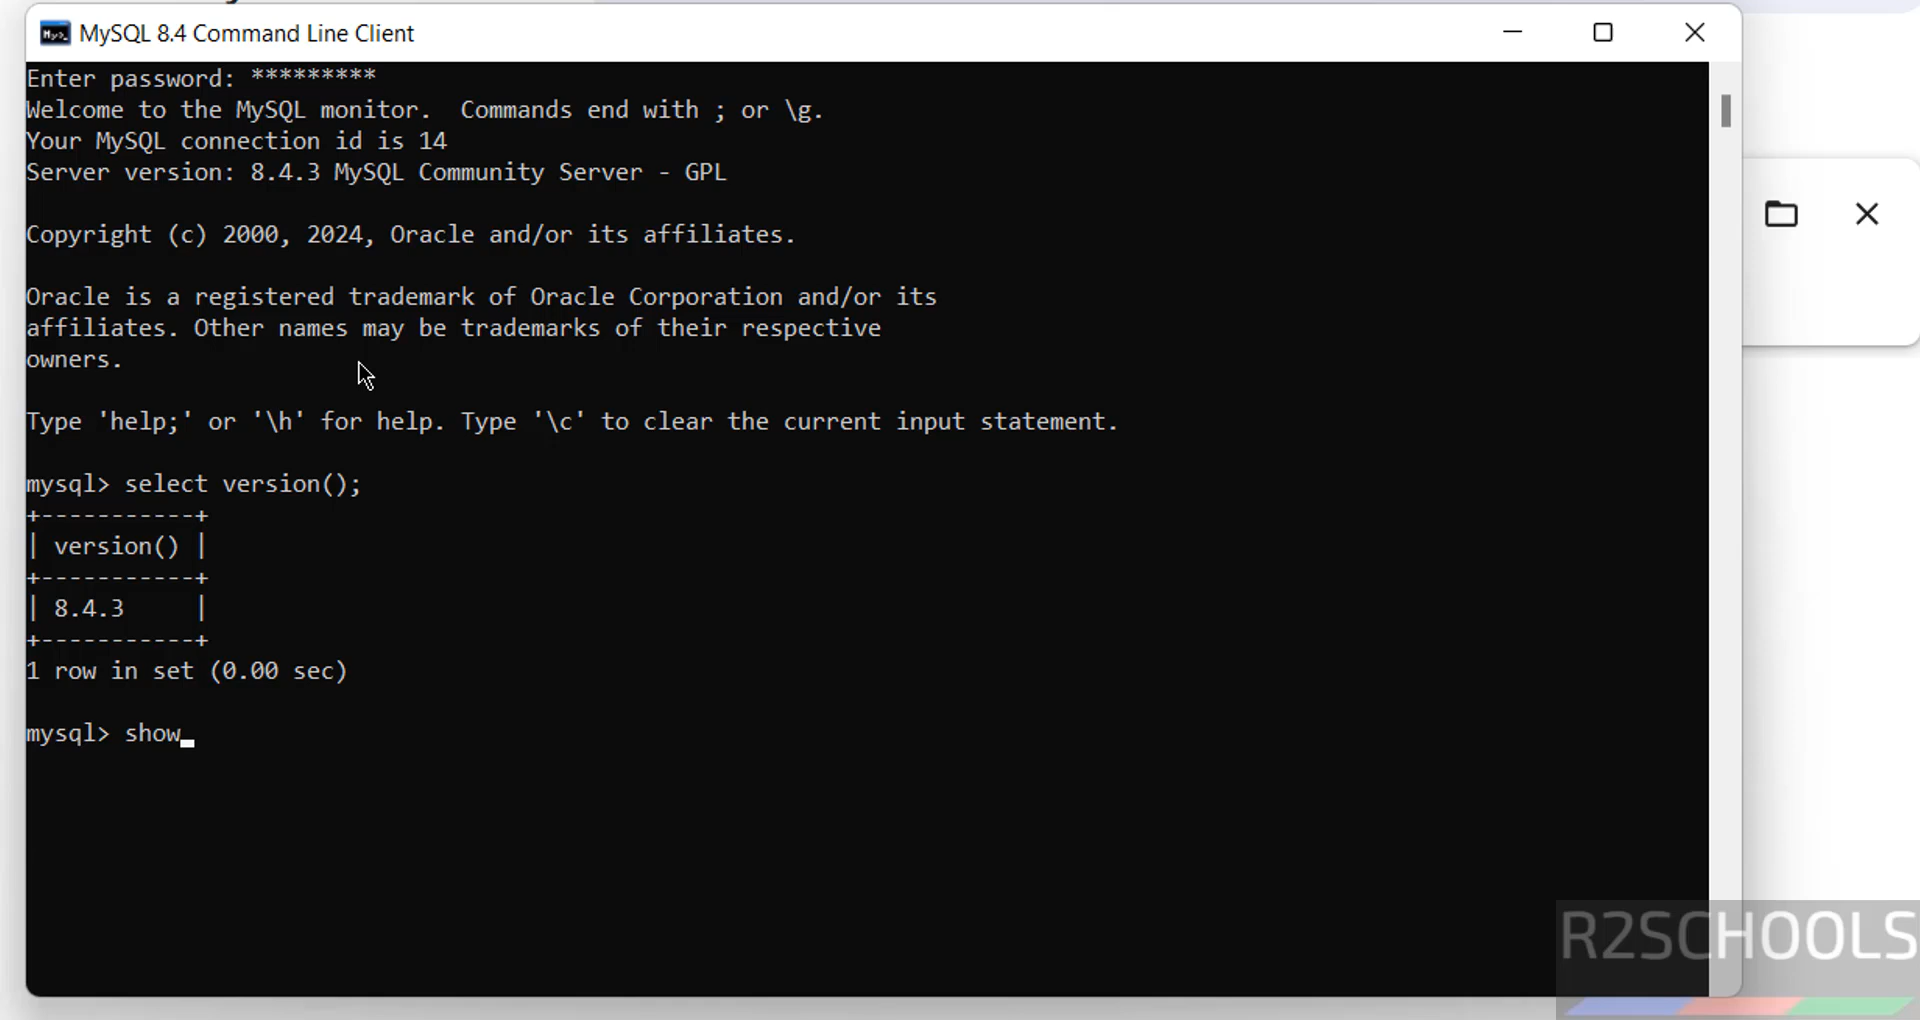 MySQL 8.4 Command Line Client
Enter password: *********
Welcome to the MySQL monitor.  Commands end with ; or \g.
Your MySQL connection id is 14
Server version: 8.4.3 MySQL Community Server - GPL
Copyright (c) 2000, 2024, Oracle and/or its affiliates.
Oracle is a registered trademark of Oracle Corporation and/or its
affiliates. Other names may be trademarks of their respective
owners.
Type 'help;' or '\h' for help. Type '\c' to clear the current input statement.
mysql> select version();
+-----------+
| version() |
+-----------+
| 8.4.3     |
+-----------+
1 row in set (0.00 sec)
mysql> show
R2SCHOOLS